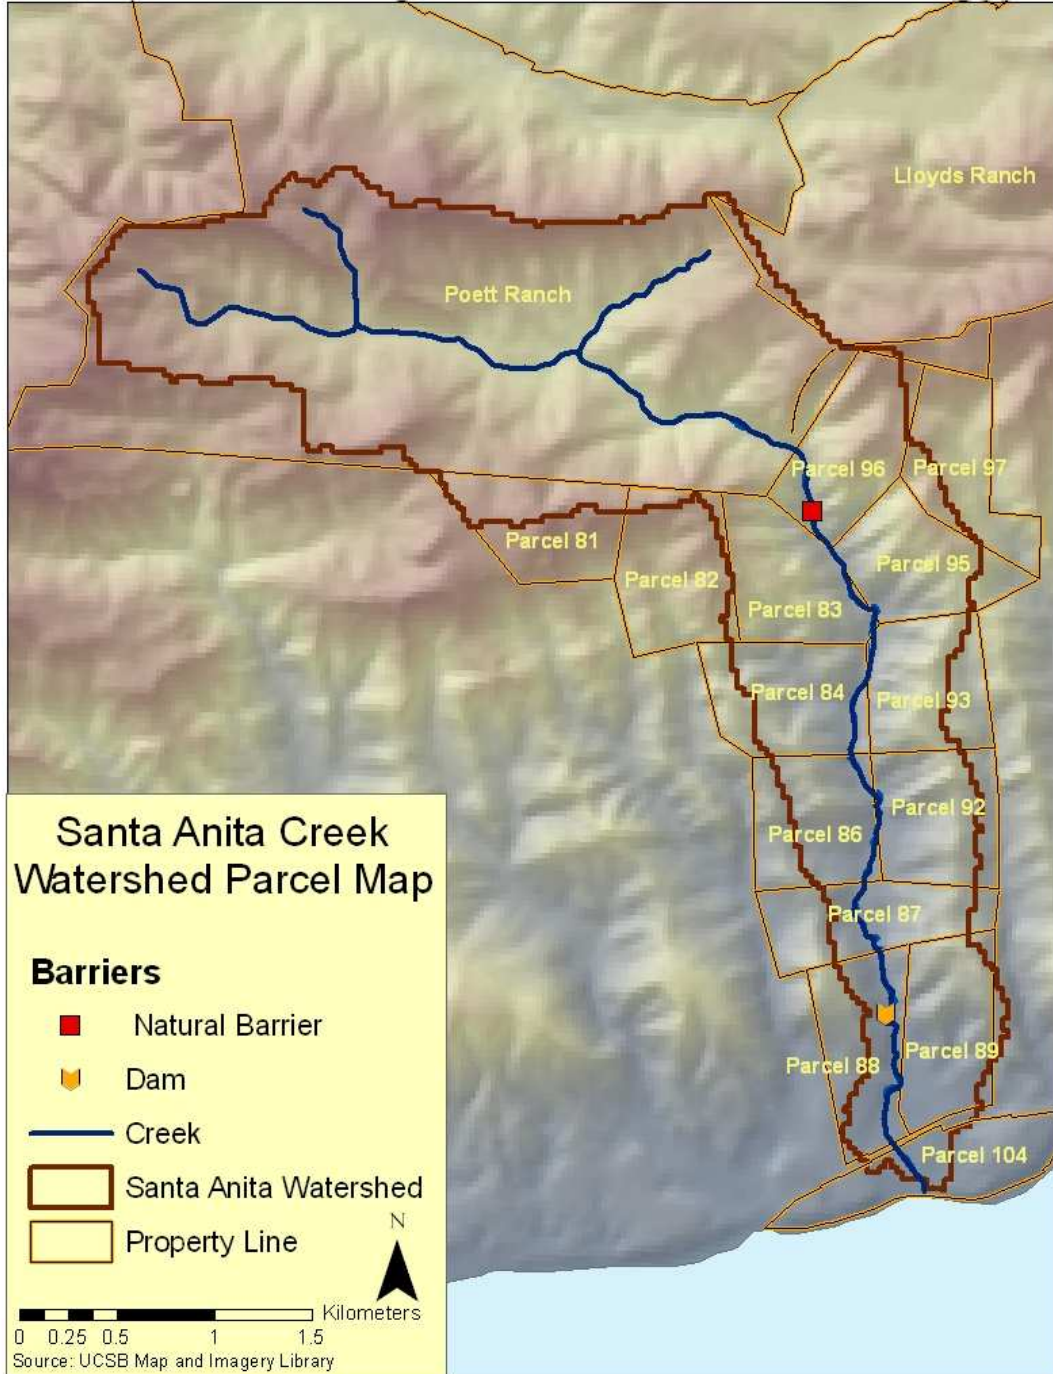 Lloyds Ranch
Poett Ranch
Parcel 96
Parcel 97
Parcel 81
Parcel 95
Parcel 82
Parcel 83
Parcel 84
Parcel 93
Parcel 92
Parcel 86
Parcel 87
Parcel 89
Parcel 88
Parcel 104
Santa Anita Creek
Watershed Parcel Map
Barriers
Natural Barrier
Dam
Creek
Santa Anita Watershed
Property Line
N
Kilometers
0 0.25 0.5 1 1.5
Source: UCSB Map and Imagery Library